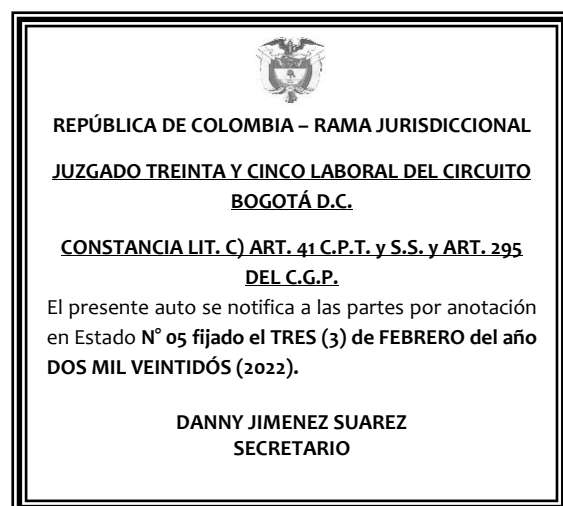 REPÚBLICA DE COLOMBIA – RAMA JURISDICCIONAL
JUZGADO TREINTA Y CINCO LABORAL DEL CIRCUITO
BOGOTÁ D.C.
CONSTANCIA LIT. C) ART. 41 C.P.T. y S.S. y ART. 295
DEL C.G.P.
El presente auto se notifica a las partes por anotación
en Estado N° 05 fijado el TRES (3) de FEBRERO del año
DOS MIL VEINTIDÓS (2022).
DANNY JIMENEZ SUAREZ
SECRETARIO